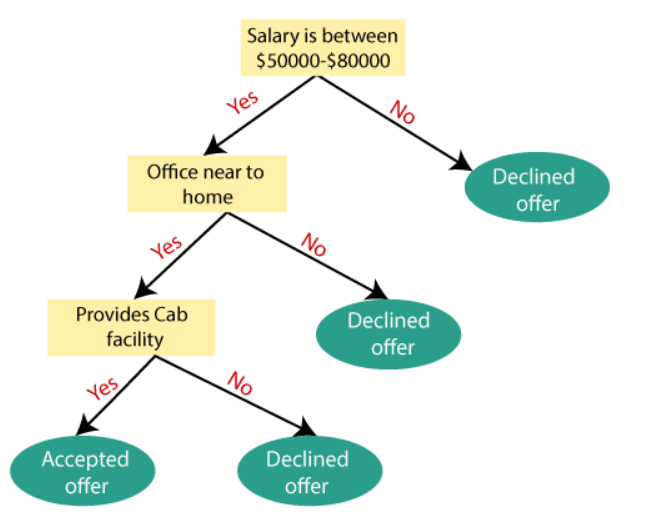 Salary is between
$50000-$80000
Yes
No
Office near to
home
Declined
offer
Yes
No
Provides Cab
facility
Declined
offer
Yes
No
Accepted
offer
Declined
offer